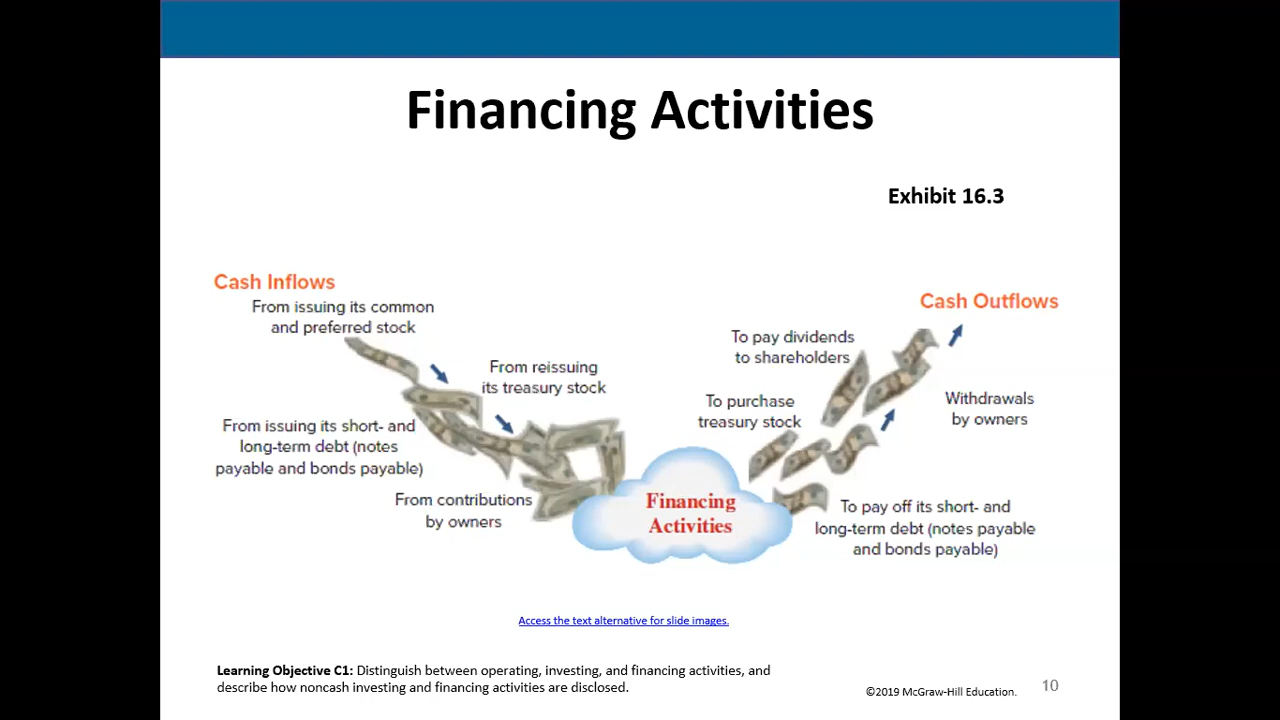 Financing Activities
Exhibit 16.3
Cash Inflows
From issuing its common
and preferred stock
From reissuing
its treasury stock
From issuing its short- and
long-term debt (notes
payable and bonds payable)
From contributions
by owners
Financing
Activities
Cash Outflows
To pay dividends
to shareholders
To purchase
treasury stock
Withdrawals
by owners
To pay off its short- and
long-term debt (notes payable
and bonds payable)
Access the text alternative for slide images.
Learning Objective C1: Distinguish between operating, investing, and financing activities, and
describe how noncash investing and financing activities are disclosed.
©2019 McGraw-Hill Education.
10